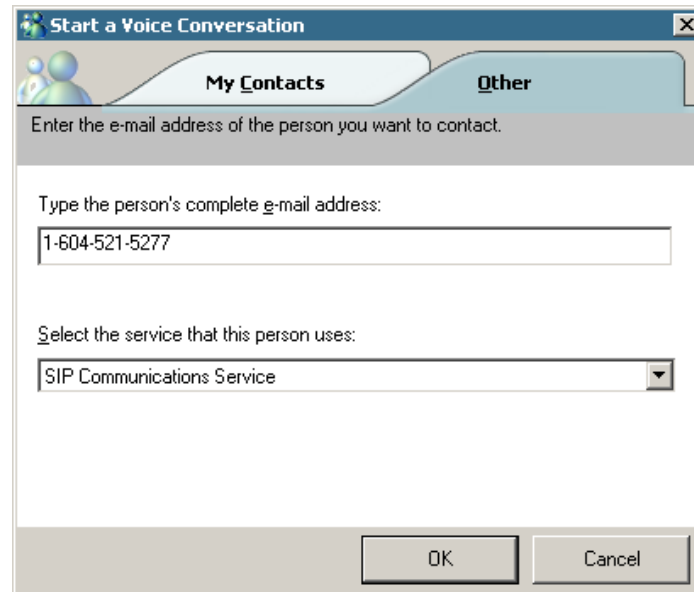 Start a Voice Conversation
My Contacts
Other
Enter the e-mail address of the person you want to contact.
Type the person's complete e-mail address:
1-604-521-5277
Select the service that this person uses:
SIP Communications Service
OK
Cancel